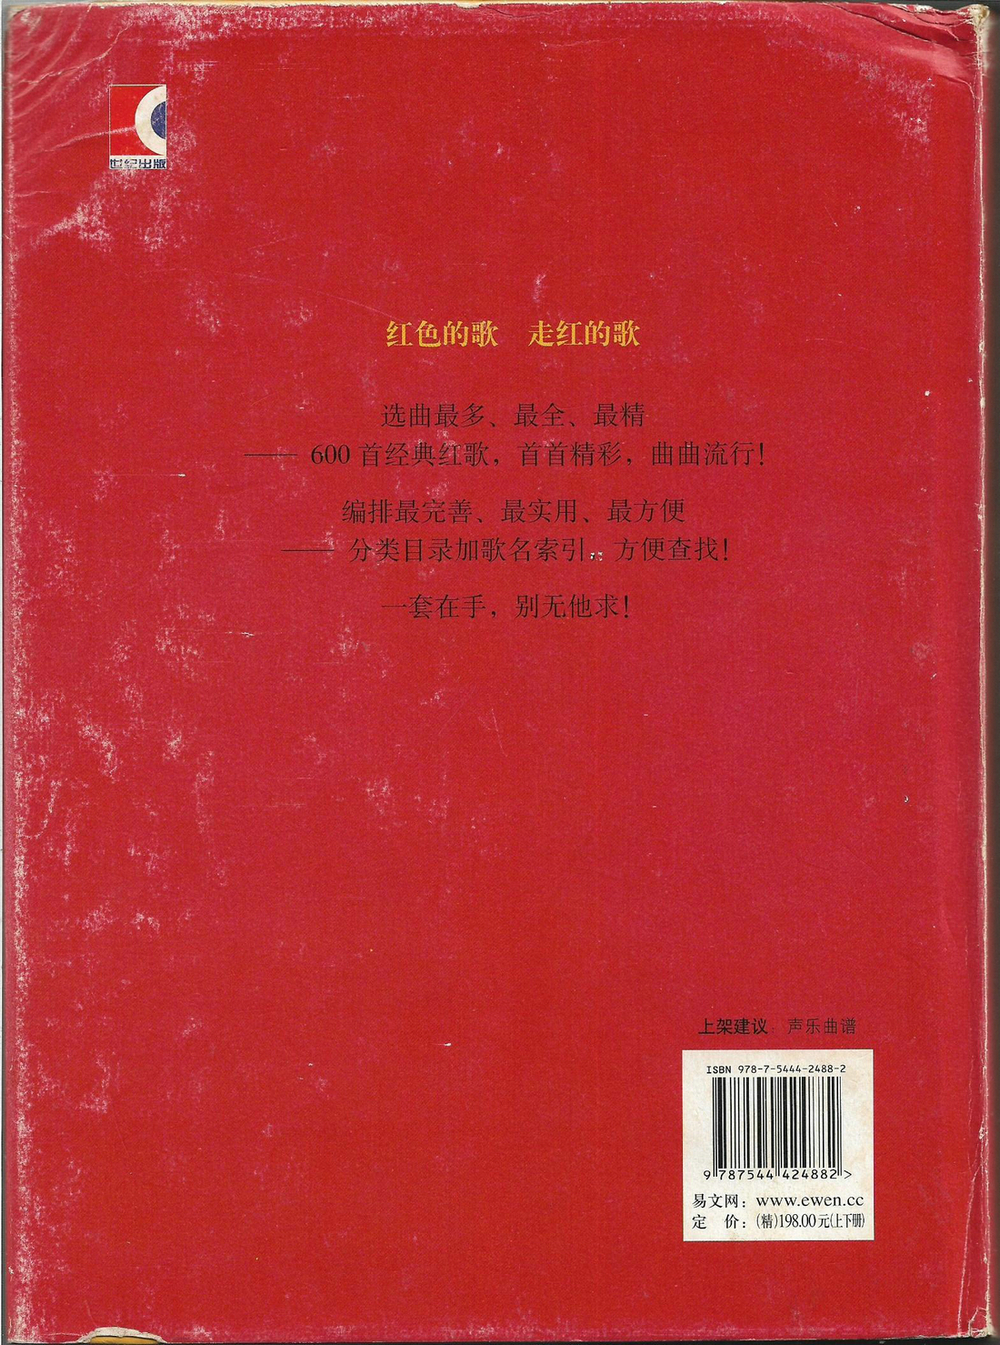 世纪出版
红色的歌 走红的歌
选曲最多、最全、最精
—— 600 首经典红歌，首首精彩，曲曲流行！
编排最完善、最实用、最方便
—— 分类目录加歌名索引，方便查找！
一套在手，别无他求！
上架建议：声乐曲谱
ISBN 978-7-5444-2488-2
9 787544 424882 >
易文网：www.ewen.cc
定 价：(精)198.00元(上下册)